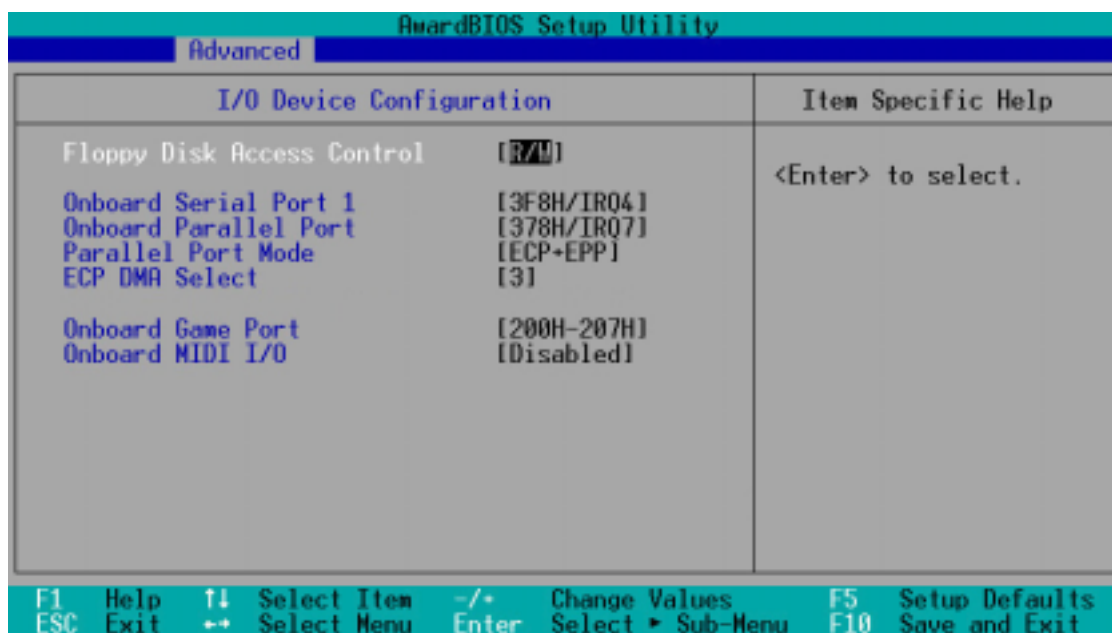 AwardBIOS Setup Utility
Advanced
I/O Device Configuration
Item Specific Help
Floppy Disk Access Control [R/W]
<Enter> to select.
Onboard Serial Port 1 [3F8H/IRQ4]
Onboard Parallel Port [378H/IRQ7]
Parallel Port Mode [ECP+EPP]
ECP DMA Select [3]
Onboard Game Port [200H-207H]
Onboard MIDI I/O [Disabled]
F1 Help ↑↓ Select Item -/+ Change Values F5 Setup Defaults
ESC Exit ←→ Select Menu Enter Select ► Sub-Menu F10 Save and Exit